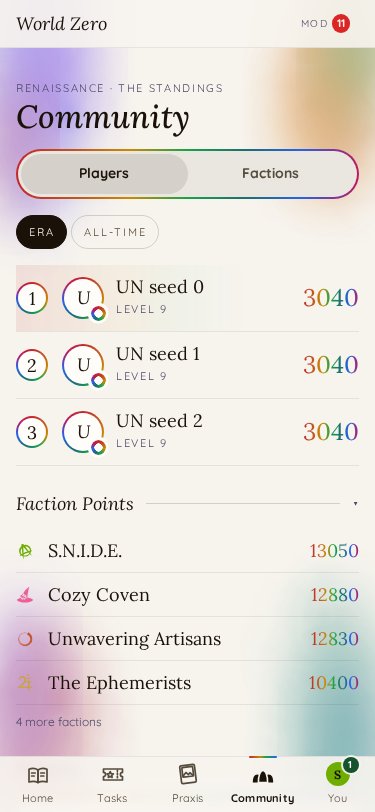 World Zero
MOD 11
RENAISSANCE · THE STANDINGS
Community
Players Factions
ERA ALL-TIME
1 U UN seed 0 3040
LEVEL 9
2 U UN seed 1 3040
LEVEL 9
3 U UN seed 2 3040
LEVEL 9
Faction Points
S.N.I.D.E. 13050
Cozy Coven 12880
Unwavering Artisans 12830
The Ephemerists 10400
4 more factions
S 1
Home Tasks Praxis Community You